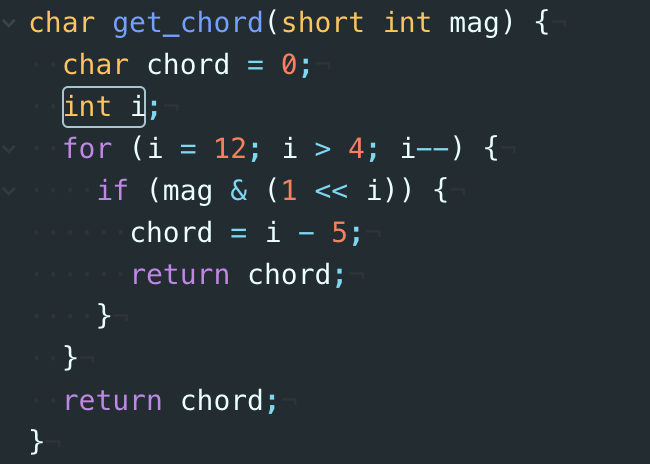 char get_chord(short int mag) {
  char chord = 0;
  int i;
  for (i = 12; i > 4; i--) {
    if (mag & (1 << i)) {
      chord = i - 5;
      return chord;
    }
  }
  return chord;
}